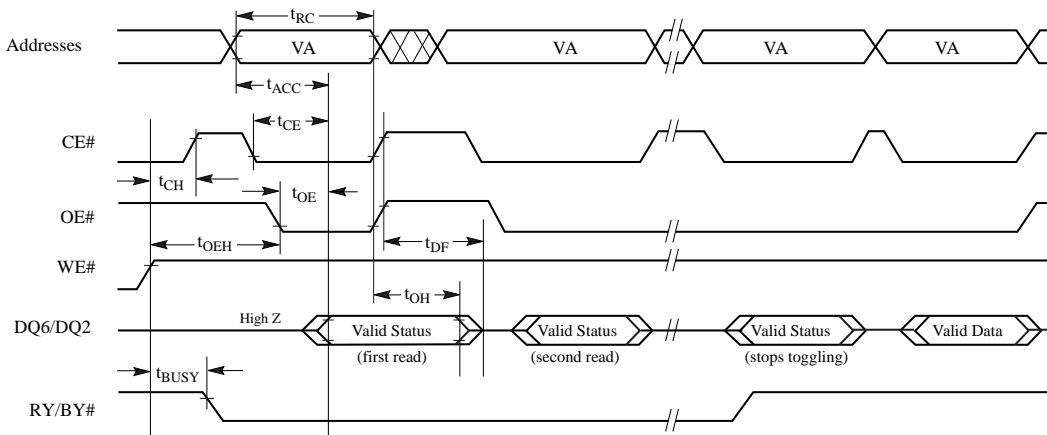 tRC
Addresses VA VA VA VA
tACC
tCE
CE#
tCH tOE
OE#
tOEH tDF
WE#
tOH
High Z
DQ6/DQ2 Valid Status Valid Status Valid Status Valid Data
(first read) (second read) (stops toggling)
tBUSY
RY/BY#